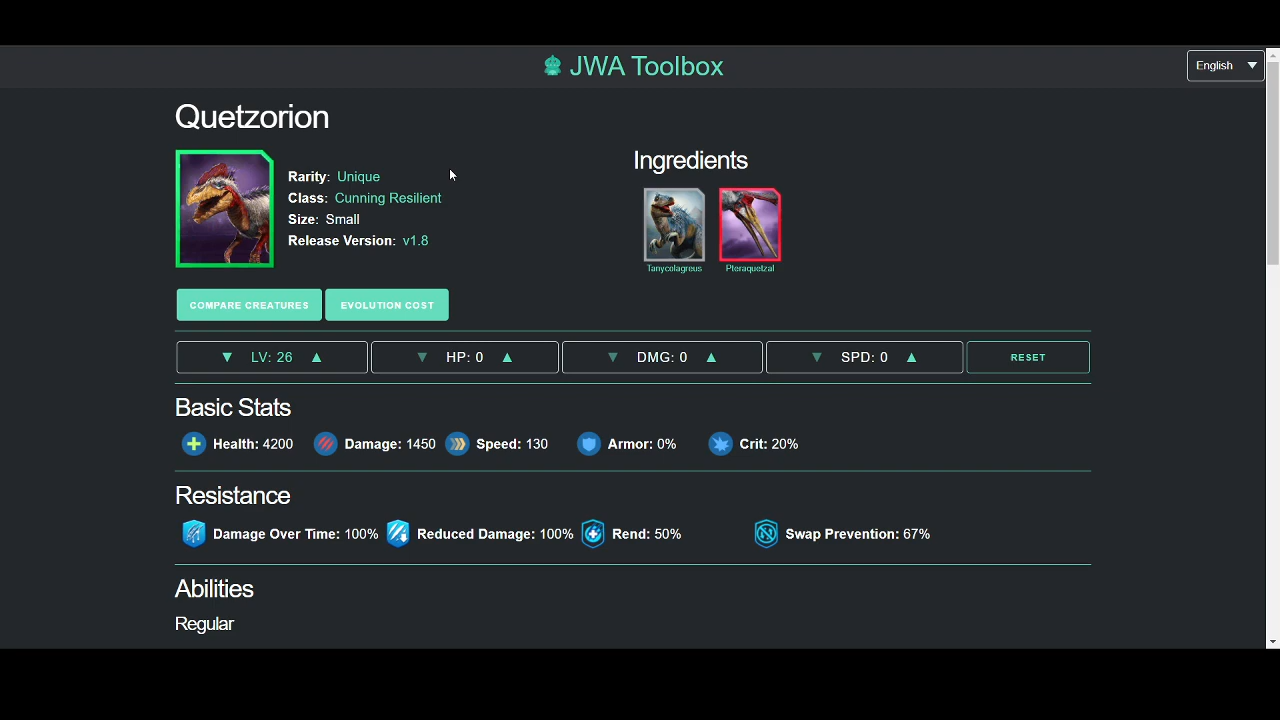 JWA Toolbox
English
Quetzorion
Rarity: Unique
Class: Cunning Resilient
Size: Small
Release Version: v1.8
Ingredients
Tanycolagreus
Pteraquetzal
COMPARE CREATURES
EVOLUTION COST
LV: 26
HP: 0
DMG: 0
SPD: 0
RESET
Basic Stats
Health: 4200
Damage: 1450
Speed: 130
Armor: 0%
Crit: 20%
Resistance
Damage Over Time: 100%
Reduced Damage: 100%
Rend: 50%
Swap Prevention: 67%
Abilities
Regular